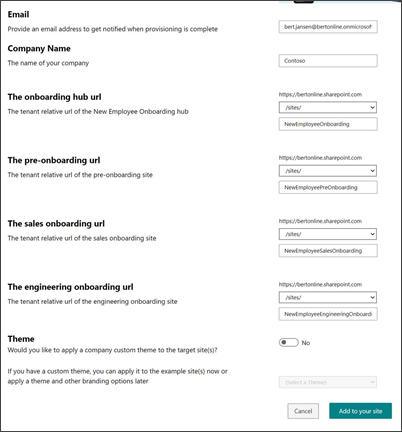 Email
Provide an email address to get notified when provisioning is complete
bert.jansen@bertonline.onmicrosof
Company Name
The name of your company
Contoso
The onboarding hub url
The tenant relative url of the New Employee Onboarding hub
https://bertonline.sharepoint.com
/sites/
NewEmployeeOnboarding
The pre-onboarding url
The tenant relative url of the pre-onboarding site
https://bertonline.sharepoint.com
/sites/
NewEmployeePreOnboarding
The sales onboarding url
The tenant relative url of the sales onboarding site
https://bertonline.sharepoint.com
/sites/
NewEmployeeSalesOnboarding
The engineering onboarding url
The tenant relative url of the engineering onboarding site
https://bertonline.sharepoint.com
/sites/
NewEmployeeEngineeringOnboardi
Theme
Would you like to apply a company custom theme to the target site(s)?
No
If you have a custom theme, you can apply it to the example site(s) now or
apply a theme and other branding options later
(Select a Theme)
Cancel
Add to your site